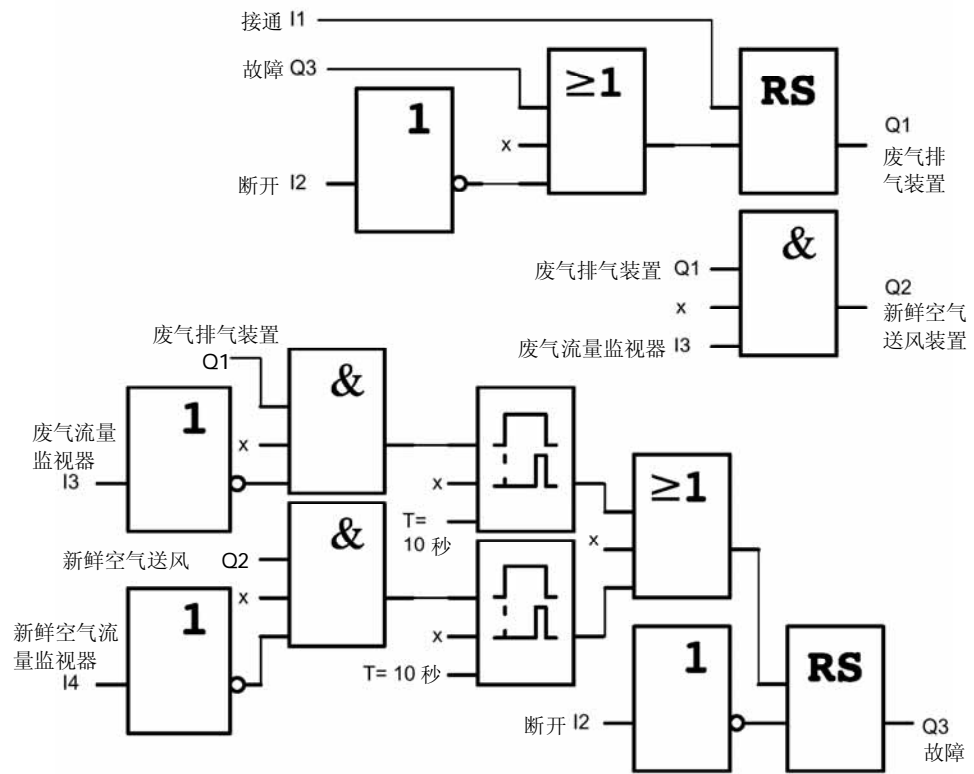 接通 I1
故障 Q3
≥1
RS
1
x
Q1
废气排
气装置
断开 I2
&
废气排气装置 Q1
x
Q2
新鲜空气
送风装置
废气流量监视器 I3
废气排气装置
Q1
&
1
废气流量
监视器
I3
x
x
T=
10 秒
≥1
x
新鲜空气送风 Q2
&
x
1
新鲜空气流
量监视器
I4
x
T= 10 秒
1
RS
断开 I2
Q3
故障